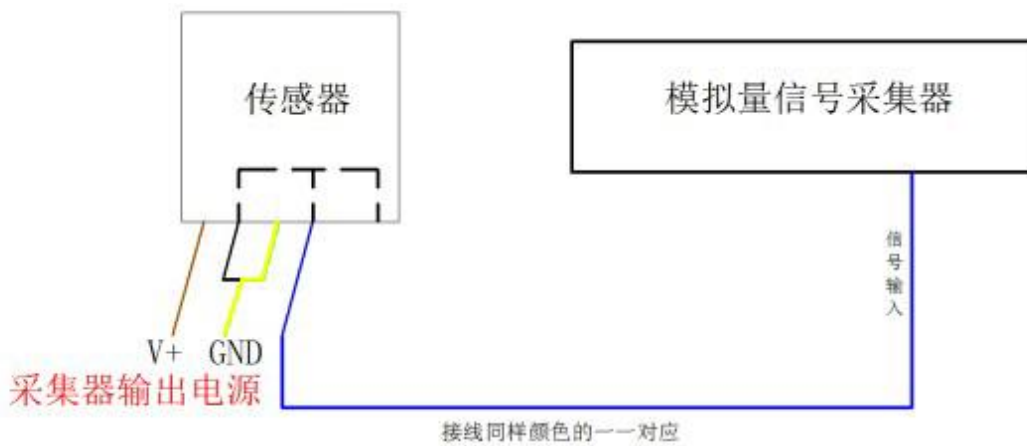 传感器
模拟量信号采集器
信号输入
V+ GND
采集器输出电源
接线同样颜色的一一对应